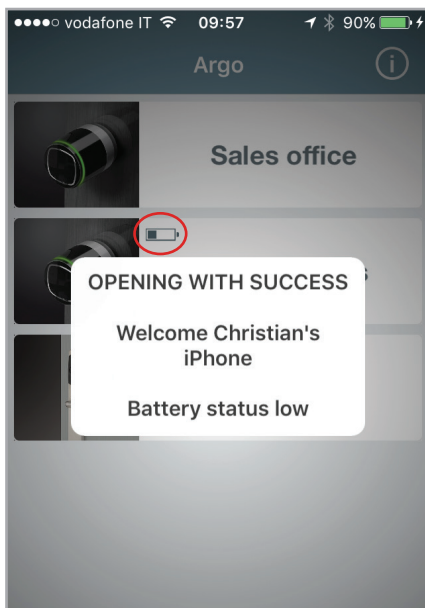 vodafone IT 09:57 90%
Argo
Sales office
OPENING WITH SUCCESS
Welcome Christian's
iPhone
Battery status low